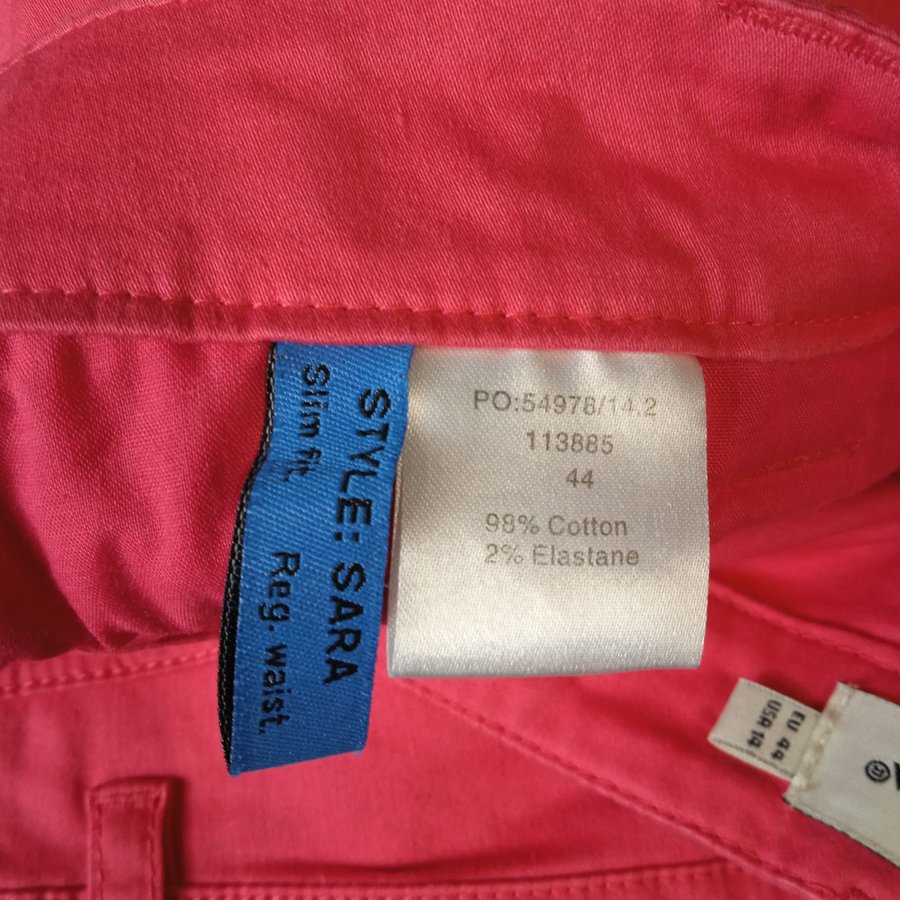 STYLE: SARA
Slim fit. Reg. waist.
PO:54978/14.2
113885
44
98% Cotton
2% Elastane
EU 44
USA 14
®